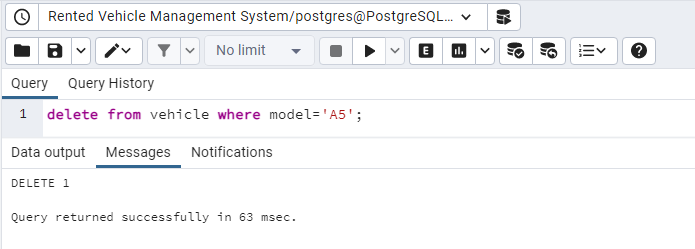 Rented Vehicle Management System/postgres@PostgreSQL...
No limit
E
Query Query History
1 delete from vehicle where model='A5';
Data output Messages Notifications
DELETE 1
Query returned successfully in 63 msec.